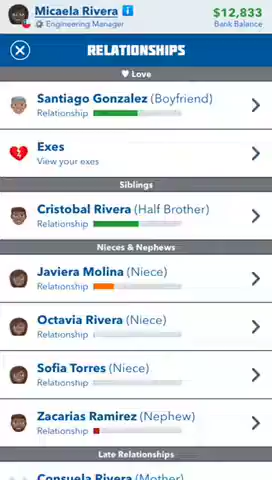 Micaela Rivera i
Engineering Manager
$12,833
Bank Balance
RELATIONSHIPS
Love
Santiago Gonzalez (Boyfriend)
Relationship
Exes
View your exes
Siblings
Cristobal Rivera (Half Brother)
Relationship
Nieces & Nephews
Javiera Molina (Niece)
Relationship
Octavia Rivera (Niece)
Relationship
Sofia Torres (Niece)
Relationship
Zacarias Ramirez (Nephew)
Relationship
Late Relationships
Consuela Rivera (Mother)